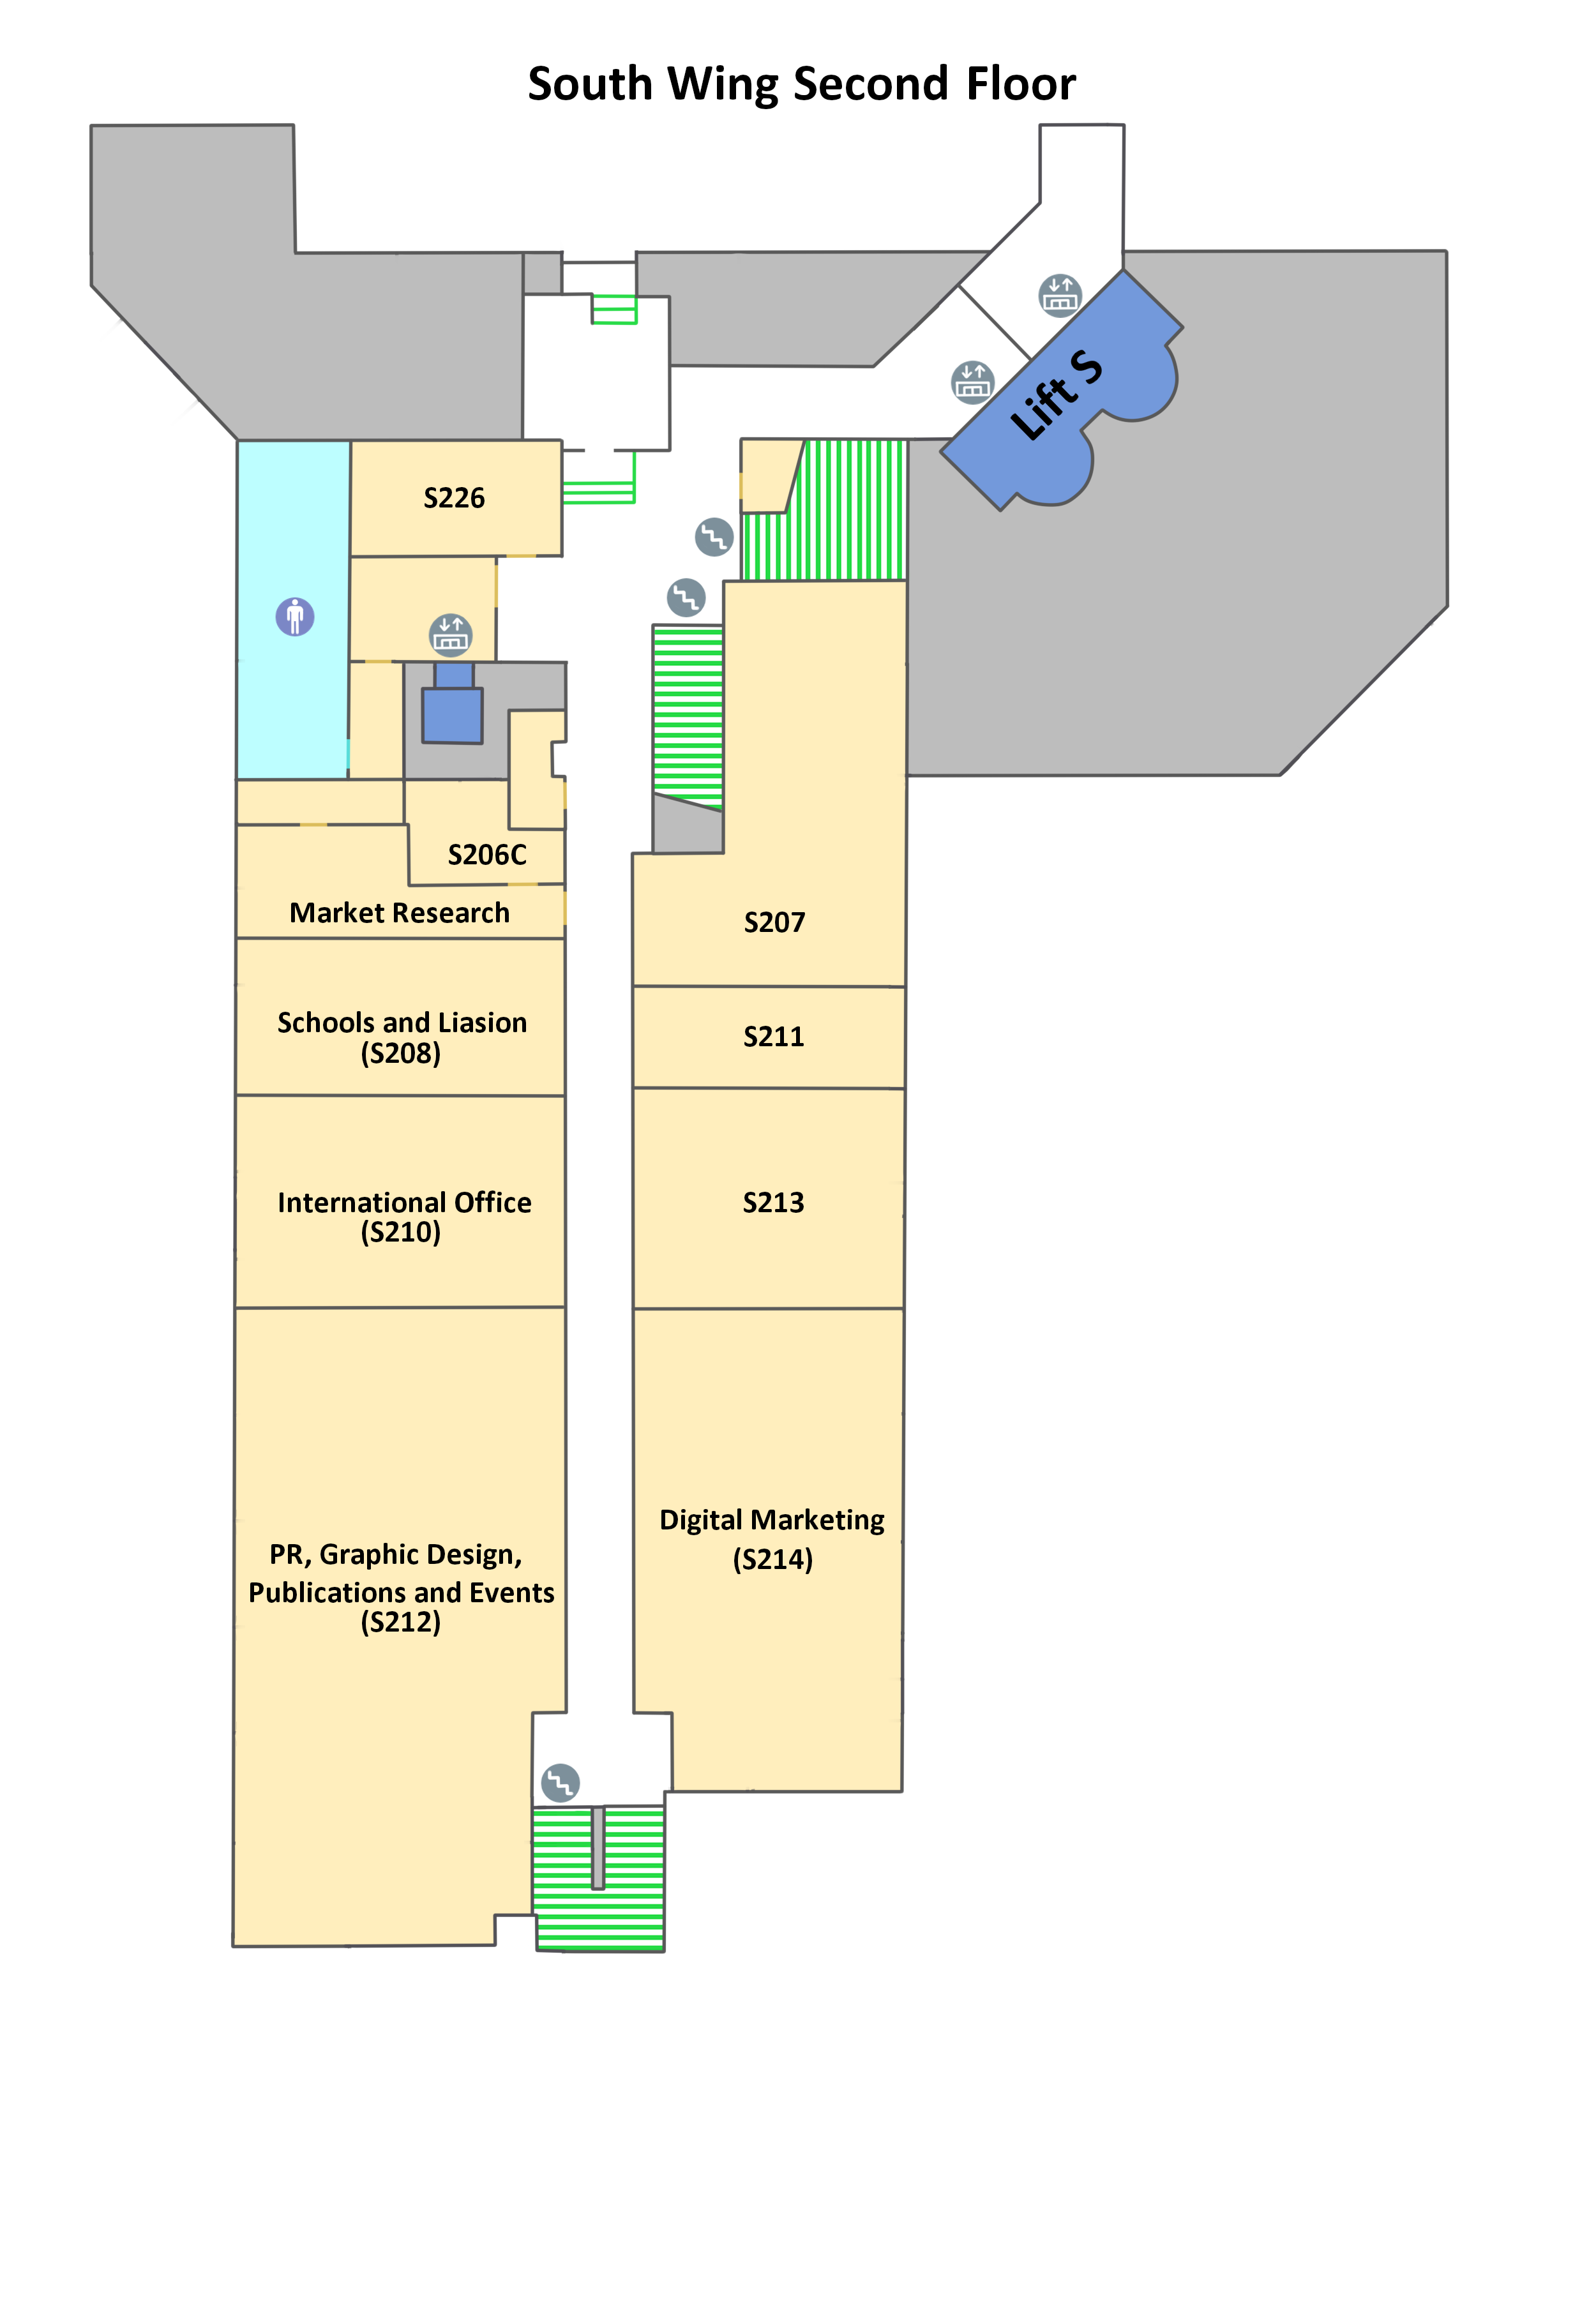 South Wing Second Floor
Lift S
S226
S206C
Market Research
S207
Schools and Liasion
(S208)
S211
International Office
(S210)
S213
Digital Marketing
(S214)
PR, Graphic Design,
Publications and Events
(S212)